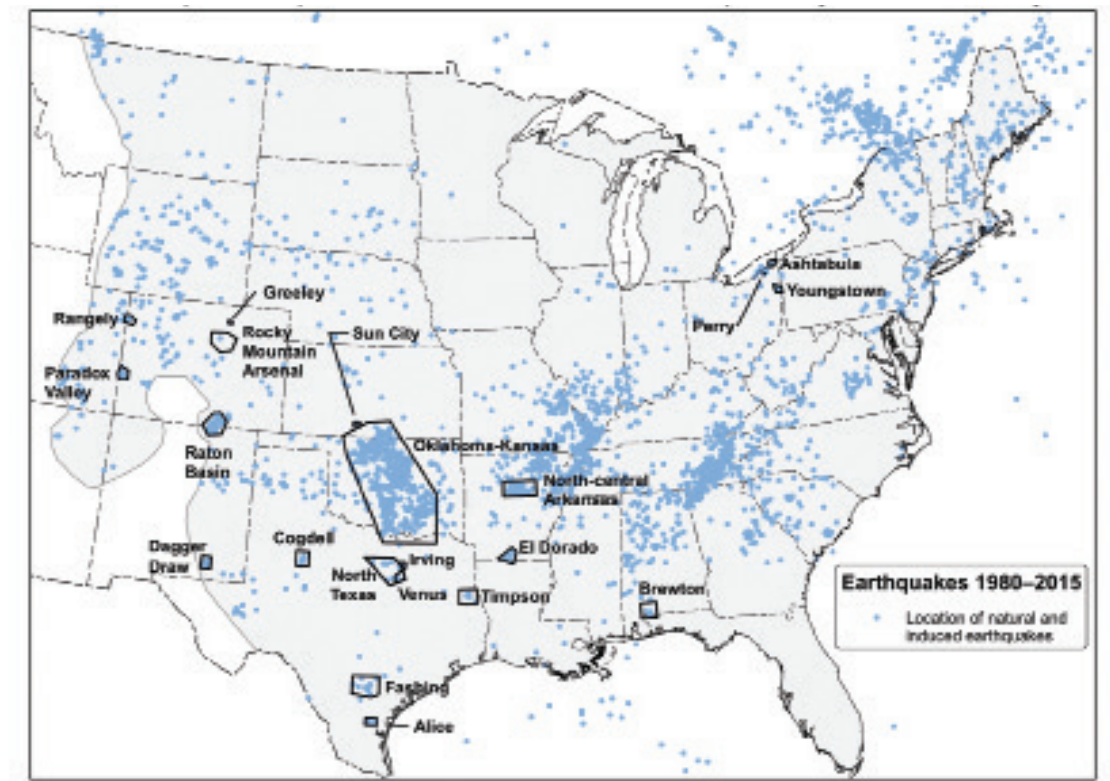 Ashtabula
Youngstown
Perry
Greeley
Rangely
Rocky
Mountain
Arsenal
Sun City
Paradox
Valley
Raton
Basin
Oklahoma-Kansas
North-central
Arkansas
Dagger
Draw
Cogdell
El Dorado
Irving
North
Texas
Venus
Timpson
Brewton
Fashing
Alice
Earthquakes 1980–2015
Location of natural and
induced earthquakes